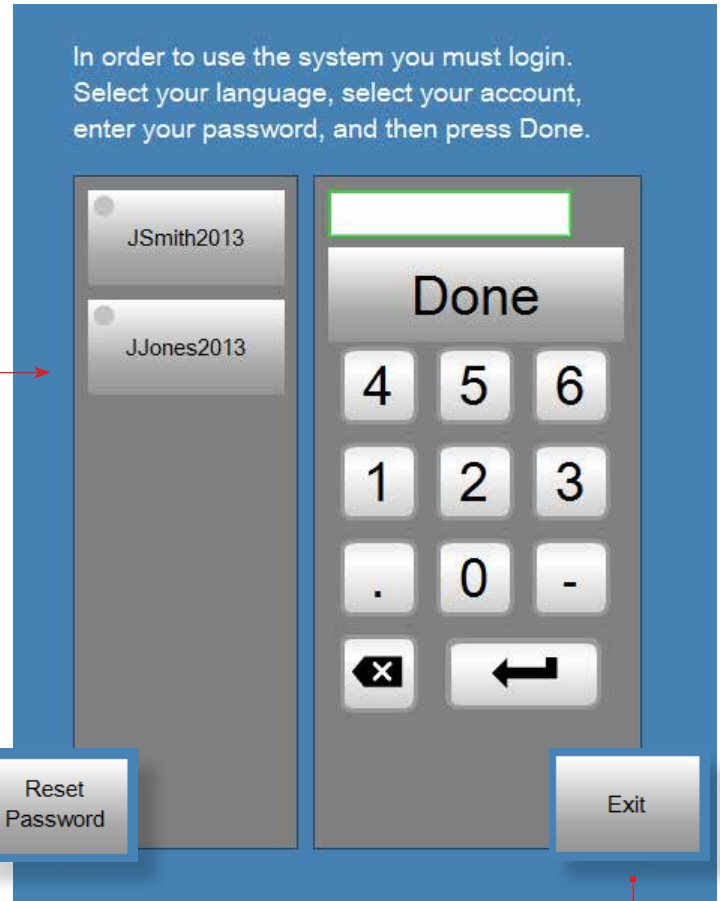 In order to use the system you must login.
Select your language, select your account,
enter your password, and then press Done.
JSmith2013
JJones2013
Done
4 5 6
1 2 3
. 0 -
Reset
Password
Exit